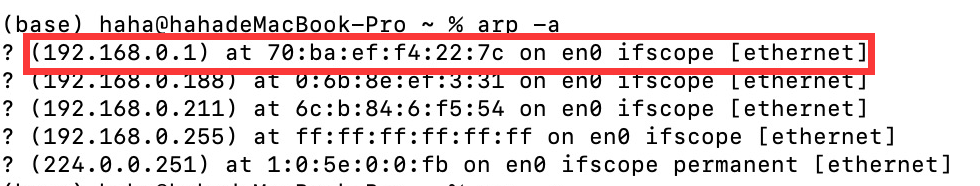 (base) haha@hahadeMacBook-Pro ~ % arp -a
? (192.168.0.1) at 70:ba:ef:f4:22:7c on en0 ifscope [ethernet]
? (192.168.0.188) at 0:6b:8e:ef:3:31 on en0 ifscope [ethernet]
? (192.168.0.211) at 6c:b:84:6:f5:54 on en0 ifscope [ethernet]
? (192.168.0.255) at ff:ff:ff:ff:ff:ff on en0 ifscope [ethernet]
? (224.0.0.251) at 1:0:5e:0:0:fb on en0 ifscope permanent [ethernet]